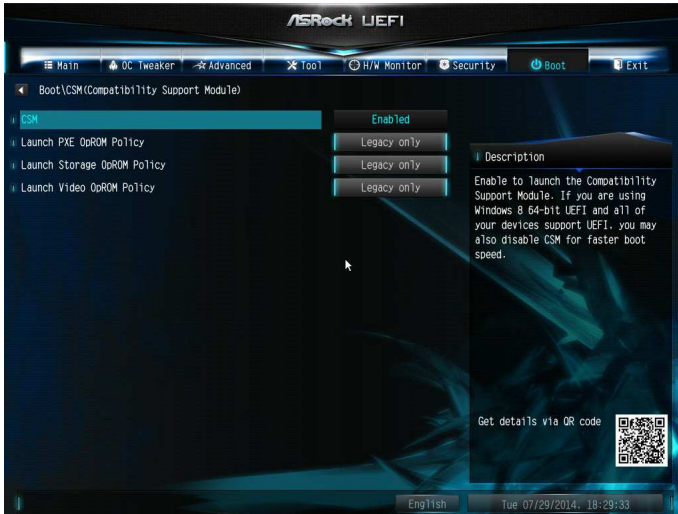 ASRock UEFI
Main OC Tweaker Advanced Tool H/W Monitor Security Boot Exit
Boot\CSM(Compatibility Support Module)
CSM Enabled
Launch PXE OpROM Policy Legacy only
Launch Storage OpROM Policy Legacy only
Launch Video OpROM Policy Legacy only
Description
Enable to launch the Compatibility
Support Module. If you are using
Windows 8 64-bit UEFI and all of
your devices support UEFI, you may
also disable CSM for faster boot
speed.
Get details via QR code
English Tue 07/29/2014, 18:29:33